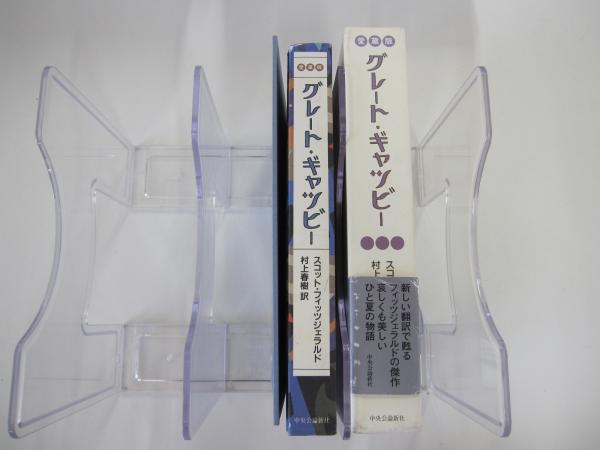 愛蔵版
グレート・ギャツビー
スコット・フィッツジェラルド
村上春樹 訳
中央公論新社
愛蔵版
グレート・ギャツビー
スコ
村上
新しい翻訳で甦る
フィッツジェラルドの傑作
哀しくも美しい
ひと夏の物語
中央公論新社
中央公論新社